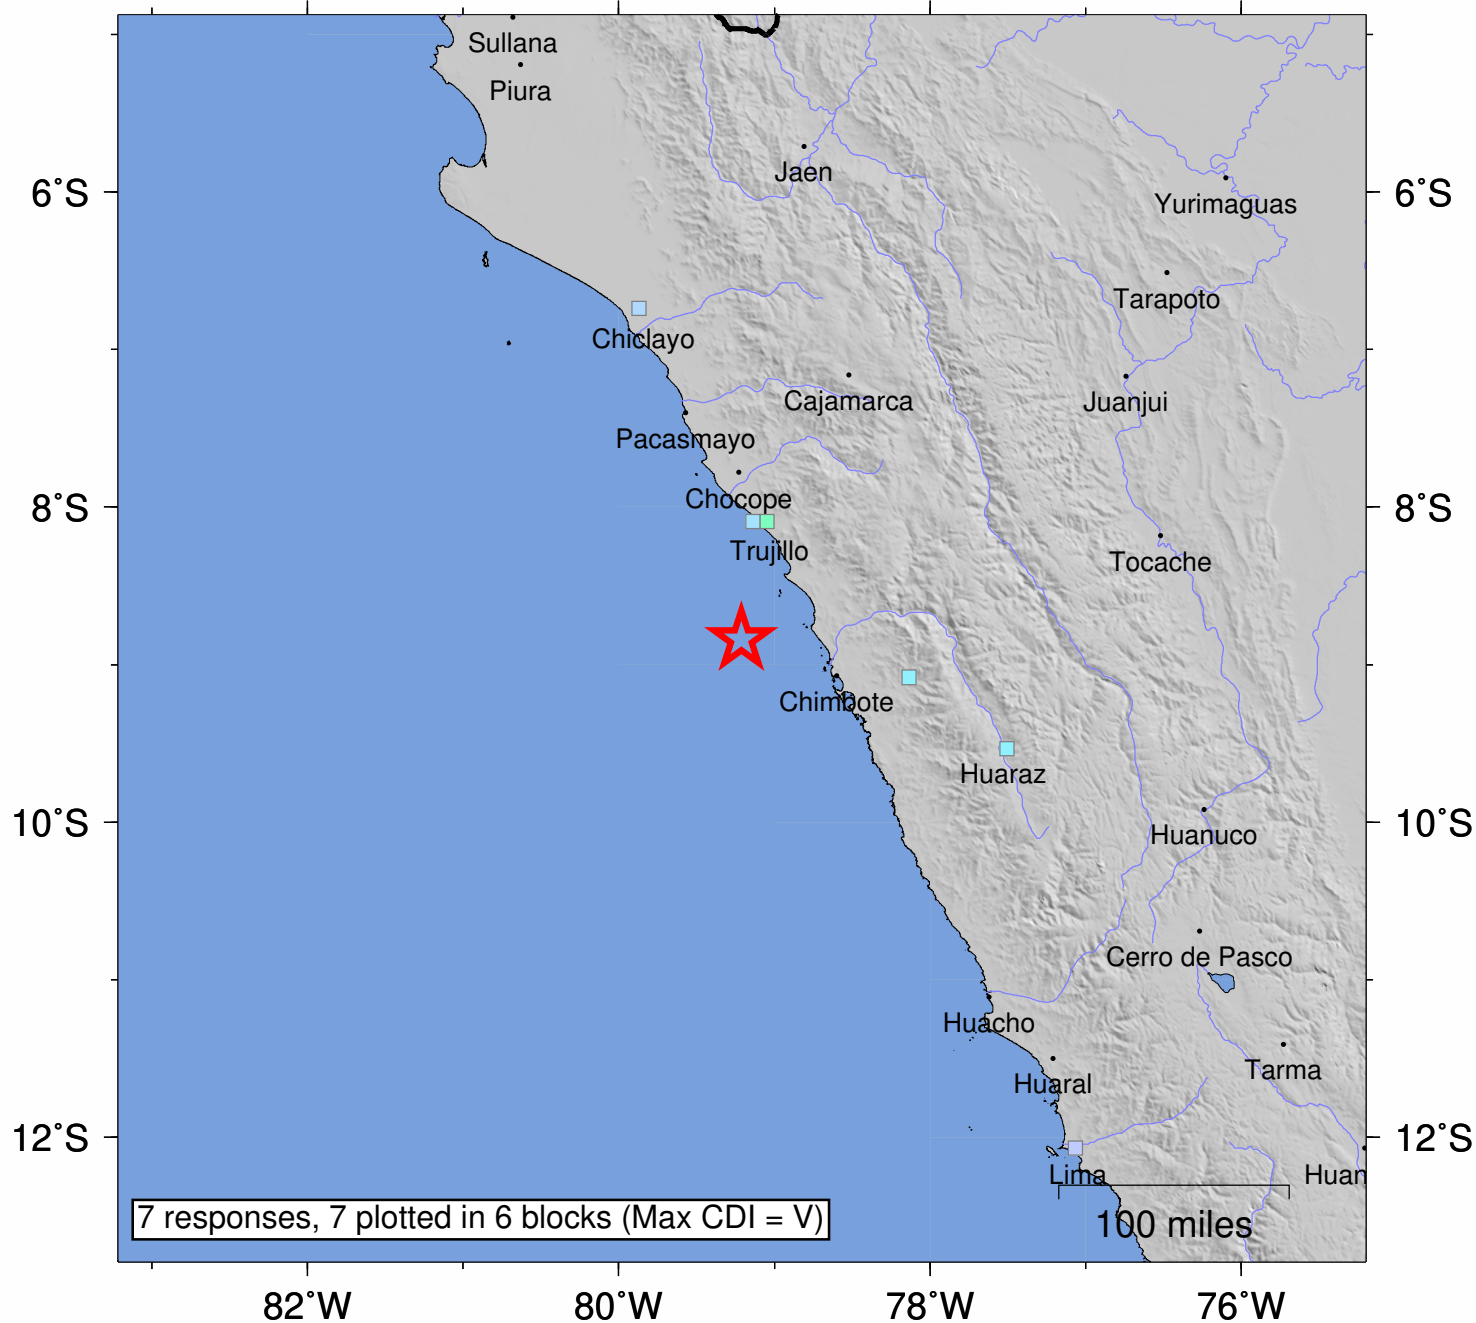 Sullana
Piura
Jaen
Yurimaguas
6˚S
6˚S
Tarapoto
Chiclayo
Cajamarca
Juanjui
Pacasmayo
Chocope
8˚S
8˚S
Trujillo
Tocache
Chimbote
Huaraz
10˚S
10˚S
Huanuco
Cerro de Pasco
Huacho
Tarma
Huaral
12˚S
12˚S
Lima
Huan
7 responses, 7 plotted in 6 blocks (Max CDI = V)
100 miles
82˚W
80˚W
78˚W
76˚W